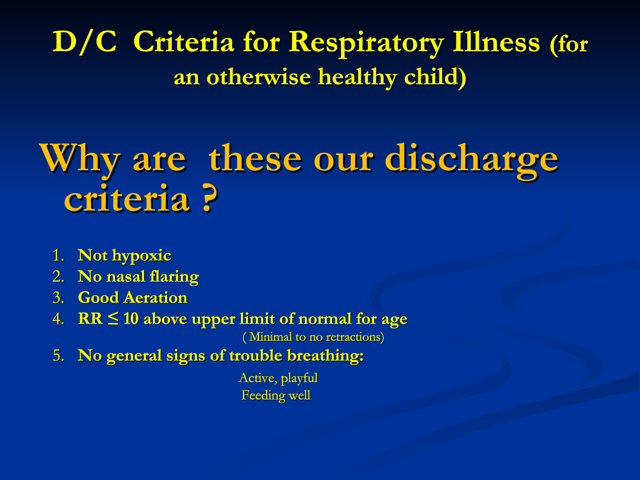 D/C Criteria for Respiratory Illness (for
an otherwise healthy child)
Why are these our discharge
criteria ?
1. Not hypoxic
2. No nasal flaring
3. Good Aeration
4. RR ≤ 10 above upper limit of normal for age
( Minimal to no retractions)
5. No general signs of trouble breathing:
Active, playful
Feeding well